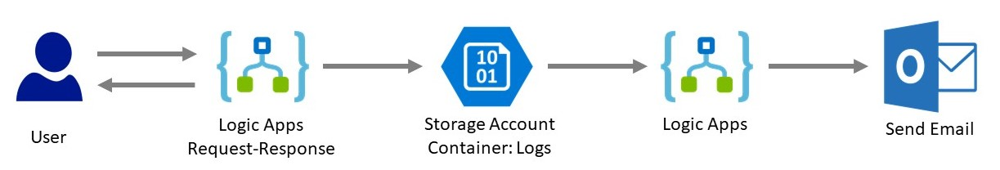 10
01
O
User
Logic Apps
Request-Response
Storage Account
Container: Logs
Logic Apps
Send Email